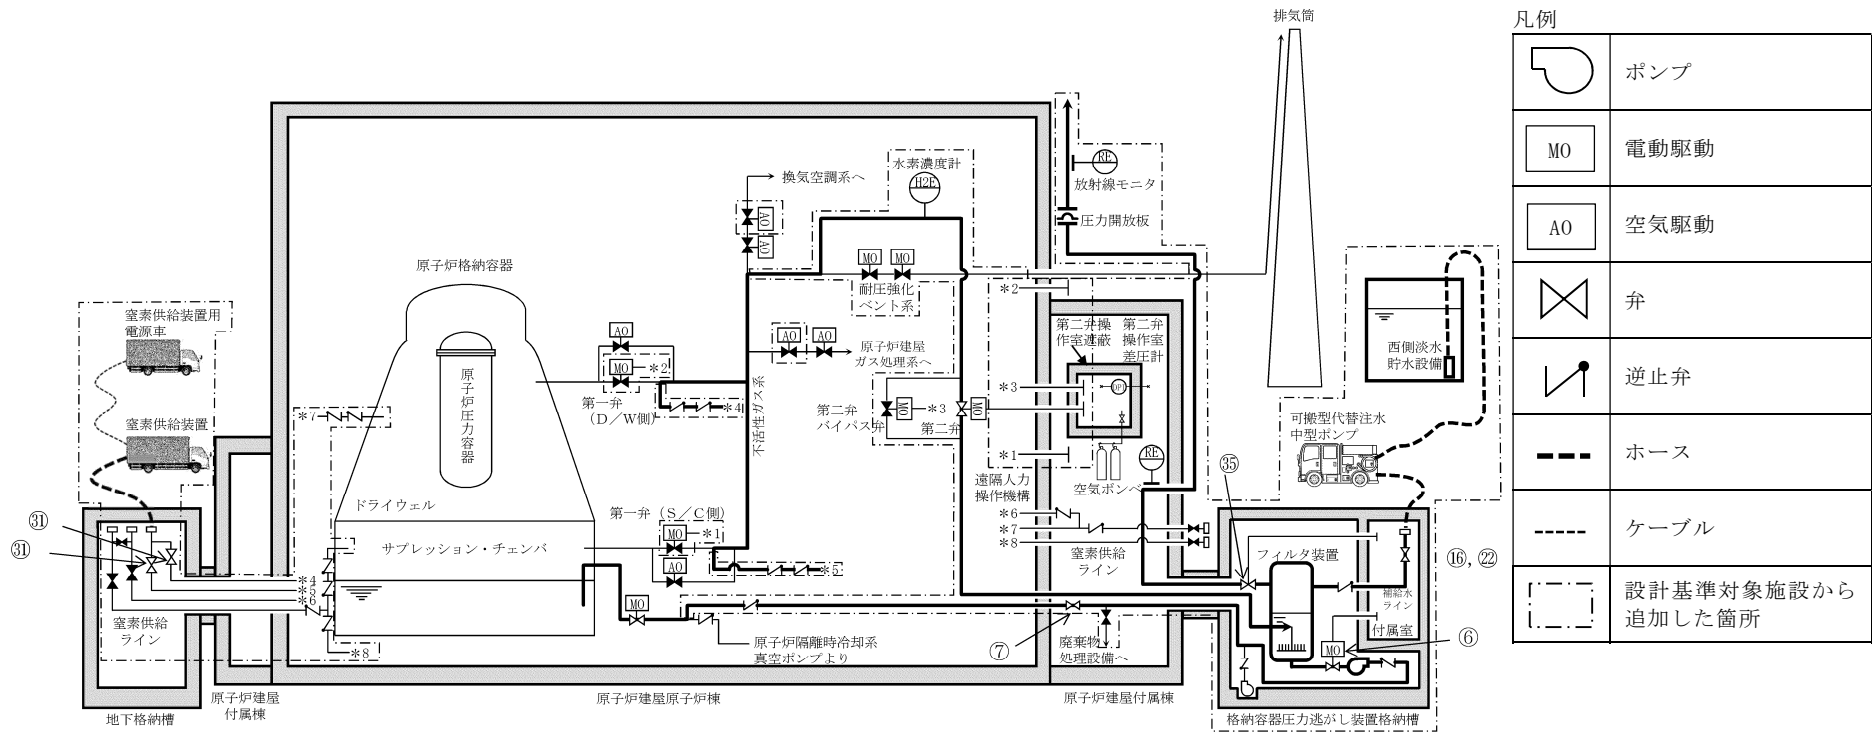 排気筒
水素濃度計
H2E
換気空調系へ
AO
AO
RE
放射線モニタ
圧力開放板
MO
MO
耐圧強化
ベント系
原子炉格納容器
窒素供給装置用
電源車
窒素供給装置
原子炉圧力容器
AO
MO
＊2
第一弁
（D／W側）
＊4
＊7
AO
AO
原子炉建屋
ガス処理系へ
不活性ガス系
第二弁
バイパス弁
MO
＊3
第二弁
MO
＊2
第二弁操
作室遮蔽
第二弁
操作室
差圧計
DPI
＊3
＊1
遠隔人力
操作機構
空気ボンベ
RE
＊6
＊7
＊8
窒素供給
ライン
ドライウェル
サプレッション・チェンバ
第一弁（S／C側）
MO
＊1
AO
＊5
㉛
㉛
＊4
＊5
＊6
窒素供給
ライン
＊8
MO
原子炉隔離時冷却系
真空ポンプより
⑦
廃棄物
処理設備へ
㉟
フィルタ装置
補給水
ライン
付属室
MO
⑥
⑯，㉒
西側淡水
貯水設備
可搬型代替注水
中型ポンプ
地下格納槽
原子炉建屋
付属棟
原子炉建屋原子炉棟
原子炉建屋付属棟
格納容器圧力逃がし装置格納槽
凡例
ポンプ
MO
電動駆動
AO
空気駆動
弁
逆止弁
ホース
ケーブル
設計基準対象施設から
追加した箇所